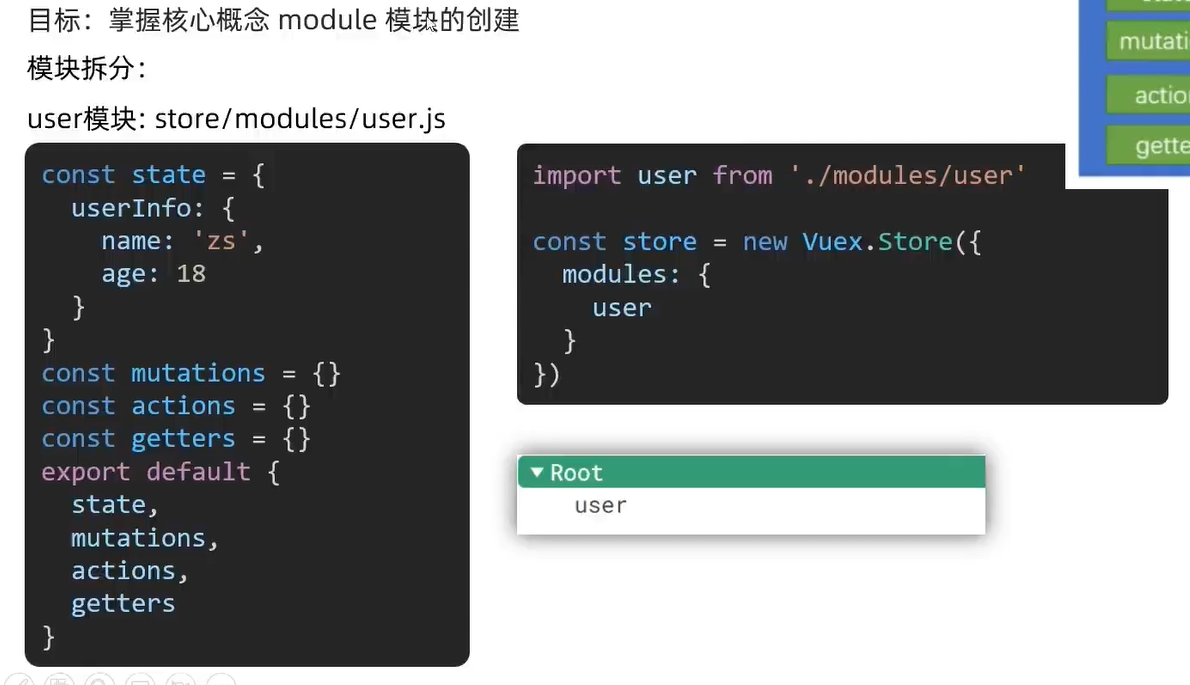 目标：掌握核心概念 module 模块的创建
模块拆分：
user模块: store/modules/user.js
const state = {
  userInfo: {
    name: 'zs',
    age: 18
  }
}
const mutations = {}
const actions = {}
const getters = {}
export default {
  state,
  mutations,
  actions,
  getters
}
import user from './modules/user'
const store = new Vuex.Store({
  modules: {
    user
  }
})
Root
user
mutati
action
gette